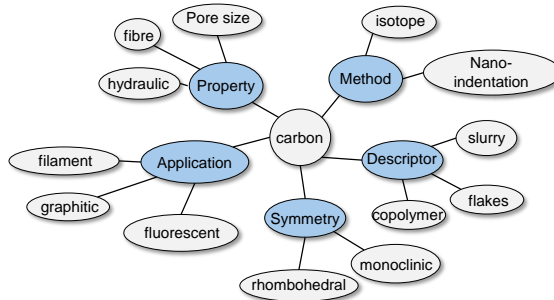 Pore size
isotope
fibre
Nano-
indentation
Property
Method
hydraulic
carbon
slurry
filament
Application
Descriptor
graphitic
flakes
copolymer
Symmetry
fluorescent
monoclinic
rhombohedral